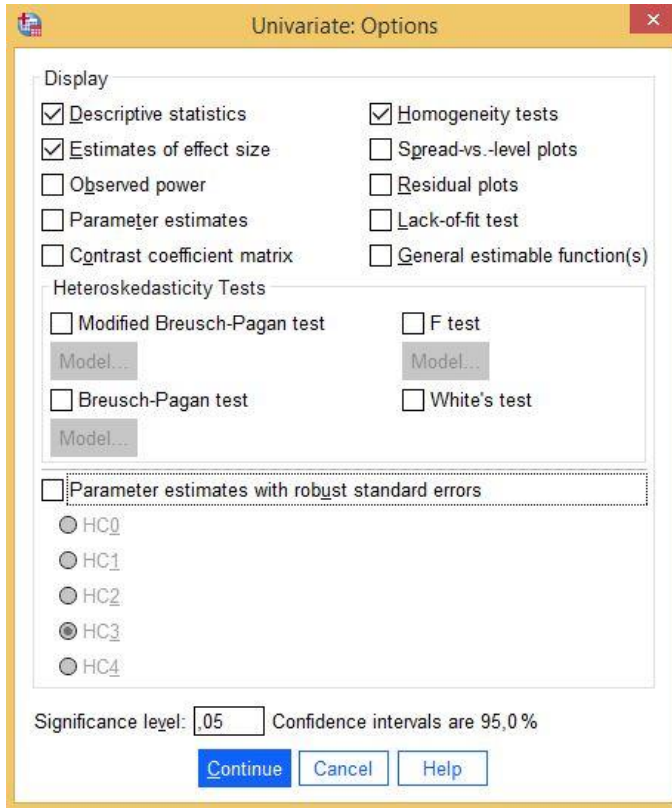 Univariate: Options
Display
Descriptive statistics
Homogeneity tests
Estimates of effect size
Spread-vs.-level plots
Observed power
Residual plots
Parameter estimates
Lack-of-fit test
Contrast coefficient matrix
General estimable function(s)
Heteroskedasticity Tests
Modified Breusch-Pagan test
F test
Model...
Model...
Breusch-Pagan test
White's test
Model...
Parameter estimates with robust standard errors
HC0
HC1
HC2
HC3
HC4
Significance level: ,05 Confidence intervals are 95,0 %
Continue Cancel Help